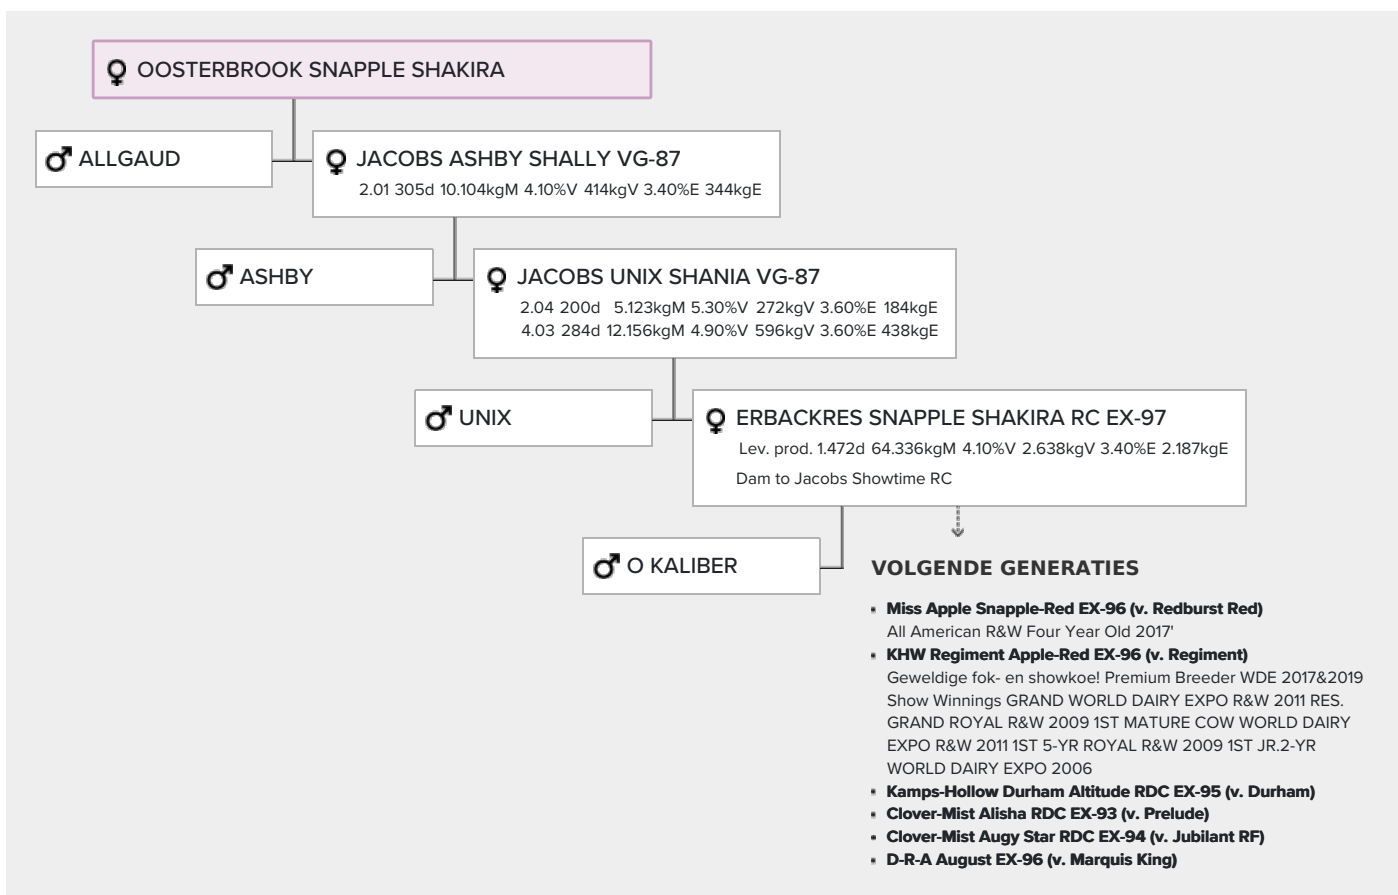 OOSTERBROOK SNAPPLE SHAKIRA
ALLGAUD
JACOBS ASHBY SHALLY VG-87
2.01 305d 10.104kgM 4.10%V 414kgV 3.40%E 344kgE
ASHBY
JACOBS UNIX SHANIA VG-87
2.04 200d 5.123kgM 5.30%V 272kgV 3.60%E 184kgE
4.03 284d 12.156kgM 4.90%V 596kgV 3.60%E 438kgE
UNIX
ERBACKRES SNAPPLE SHAKIRA RC EX-97
Lev. prod. 1.472d 64.336kgM 4.10%V 2.638kgV 3.40%E 2.187kgE
Dam to Jacobs Showtime RC
O KALIBER
VOLGENDE GENERATIES
Miss Apple Snapple-Red EX-96 (v. Redburst Red)
All American R&W Four Year Old 2017'
KHW Regiment Apple-Red EX-96 (v. Regiment)
Geweldige fok- en showkoe! Premium Breeder WDE 2017&2019
Show Winnings GRAND WORLD DAIRY EXPO R&W 2011 RES.
GRAND ROYAL R&W 2009 1ST MATURE COW WORLD DAIRY
EXPO R&W 2011 1ST 5-YR ROYAL R&W 2009 1ST JR.2-YR
WORLD DAIRY EXPO 2006
Kamps-Hollow Durham Altitude RDC EX-95 (v. Durham)
Clover-Mist Alisha RDC EX-93 (v. Prelude)
Clover-Mist Augy Star RDC EX-94 (v. Jubilant RF)
D-R-A August EX-96 (v. Marquis King)